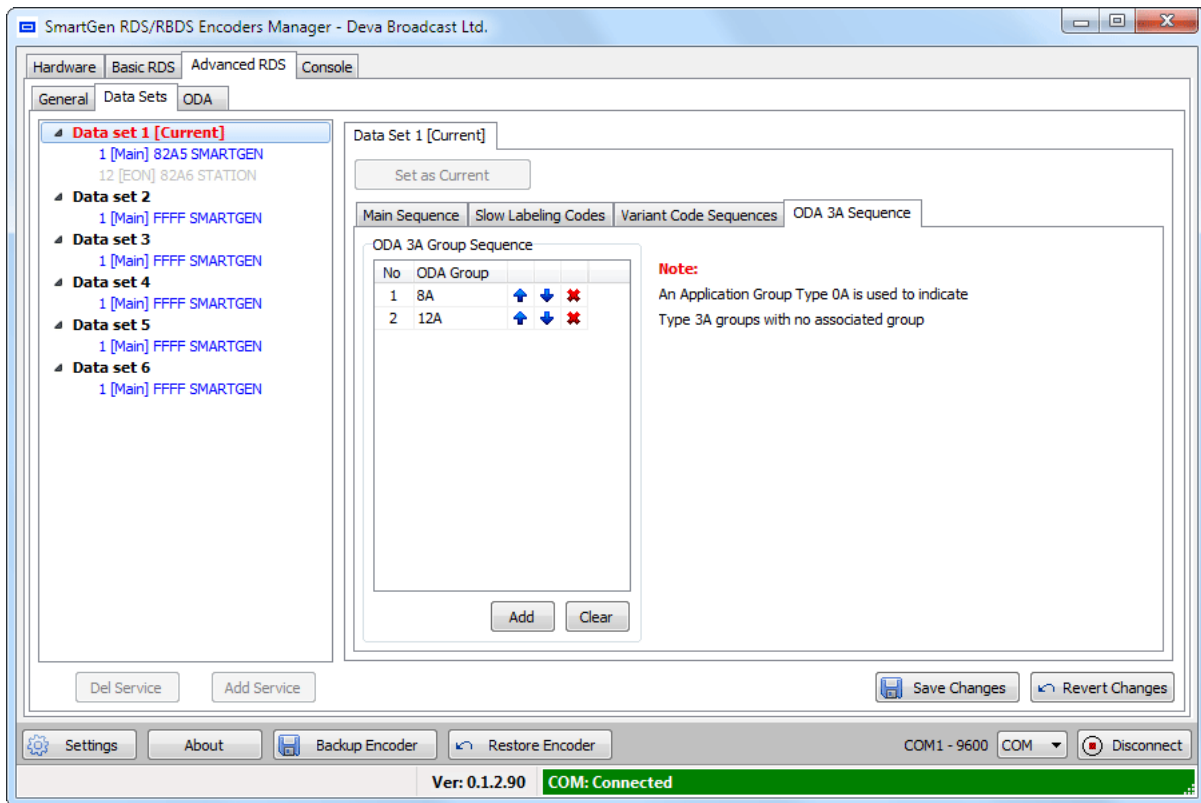 SmartGen RDS/RBDS Encoders Manager - Deva Broadcast Ltd.
Hardware Basic RDS Advanced RDS Console
General Data Sets ODA
Data set 1 [Current]
1 [Main] 82A5 SMARTGEN
12 [EON] 82A6 STATION
Data set 2
1 [Main] FFFF SMARTGEN
Data set 3
1 [Main] FFFF SMARTGEN
Data set 4
1 [Main] FFFF SMARTGEN
Data set 5
1 [Main] FFFF SMARTGEN
Data set 6
1 [Main] FFFF SMARTGEN
Data Set 1 [Current]
Set as Current
Main Sequence Slow Labeling Codes Variant Code Sequences ODA 3A Sequence
ODA 3A Group Sequence
No ODA Group
1 8A
2 12A
Add Clear
Note:
An Application Group Type 0A is used to indicate
Type 3A groups with no associated group
Del Service Add Service
Save Changes Revert Changes
Settings About Backup Encoder Restore Encoder COM1 - 9600 COM Disconnect
Ver: 0.1.2.90 COM: Connected